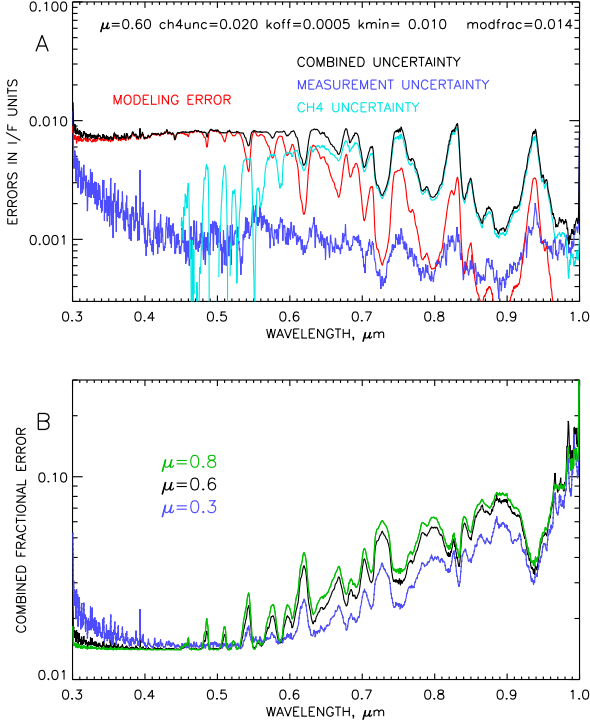 0.100
μ=0.60 ch4unc=0.020 koff=0.0005 kmin= 0.010 modfrac=0.014
A
COMBINED UNCERTAINTY
MEASUREMENT UNCERTAINTY
MODELING ERROR
CH4 UNCERTAINTY
0.010
ERRORS IN I/F UNITS
0.001
0.3 0.4 0.5 0.6 0.7 0.8 0.9 1.0
WAVELENGTH, μm
B
μ=0.8
0.10
μ=0.6
μ=0.3
COMBINED FRACTIONAL ERROR
0.01
0.3 0.4 0.5 0.6 0.7 0.8 0.9 1.0
WAVELENGTH, μm